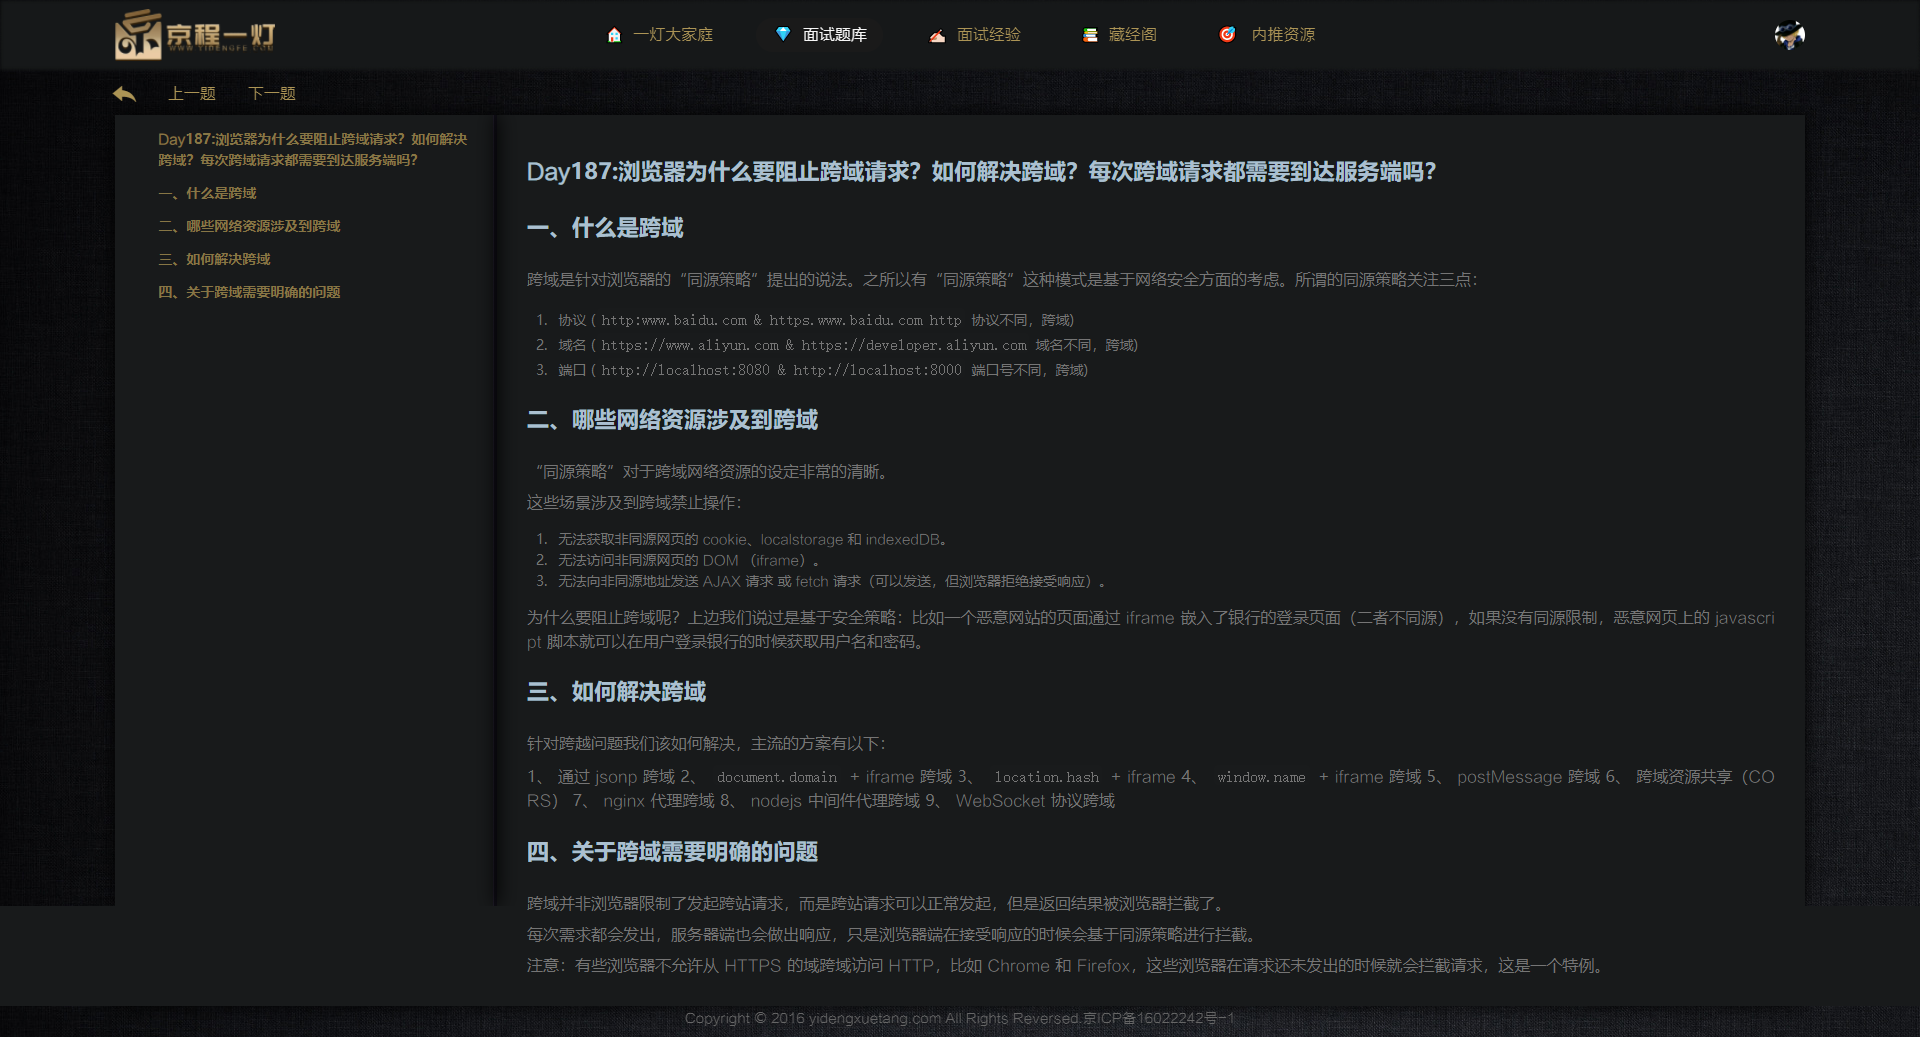 京程一灯
WWW.YIDENGFE.COM
一灯大家庭
面试题库
面试经验
藏经阁
内推资源
上一题
下一题
Day187:浏览器为什么要阻止跨域请求？如何解决
跨域？每次跨域请求都需要到达服务端吗？
一、什么是跨域
二、哪些网络资源涉及到跨域
三、如何解决跨域
四、关于跨域需要明确的问题
Day187:浏览器为什么要阻止跨域请求？如何解决跨域？每次跨域请求都需要到达服务端吗？
一、什么是跨域
跨域是针对浏览器的“同源策略”提出的说法。之所以有“同源策略”这种模式是基于网络安全方面的考虑。所谓的同源策略关注三点：
1. 协议 ( http:www.baidu.com & https.www.baidu.com http 协议不同，跨域)
2. 域名 ( https://www.aliyun.com & https://developer.aliyun.com 域名不同，跨域)
3. 端口 ( http://localhost:8080 & http://localhost:8000 端口号不同，跨域)
二、哪些网络资源涉及到跨域
“同源策略”对于跨域网络资源的设定非常的清晰。
这些场景涉及到跨域禁止操作：
1. 无法获取非同源网页的 cookie、localstorage 和 indexedDB。
2. 无法访问非同源网页的 DOM （iframe）。
3. 无法向非同源地址发送 AJAX 请求 或 fetch 请求（可以发送，但浏览器拒绝接受响应）。
为什么要阻止跨域呢？上边我们说过是基于安全策略：比如一个恶意网站的页面通过 iframe 嵌入了银行的登录页面（二者不同源），如果没有同源限制，恶意网页上的 javascri
pt 脚本就可以在用户登录银行的时候获取用户名和密码。
三、如何解决跨域
针对跨越问题我们该如何解决，主流的方案有以下：
1、 通过 jsonp 跨域 2、 document.domain + iframe 跨域 3、 location.hash + iframe 4、 window.name + iframe 跨域 5、 postMessage 跨域 6、 跨域资源共享（CO
RS） 7、 nginx 代理跨域 8、 nodejs 中间件代理跨域 9、 WebSocket 协议跨域
四、关于跨域需要明确的问题
跨域并非浏览器限制了发起跨站请求，而是跨站请求可以正常发起，但是返回结果被浏览器拦截了。
每次需求都会发出，服务器端也会做出响应，只是浏览器端在接受响应的时候会基于同源策略进行拦截。
注意：有些浏览器不允许从 HTTPS 的域跨域访问 HTTP，比如 Chrome 和 Firefox，这些浏览器在请求还未发出的时候就会拦截请求，这是一个特例。
Copyright © 2016 yidengxuetang.com All Rights Reversed.京ICP备16022242号-1